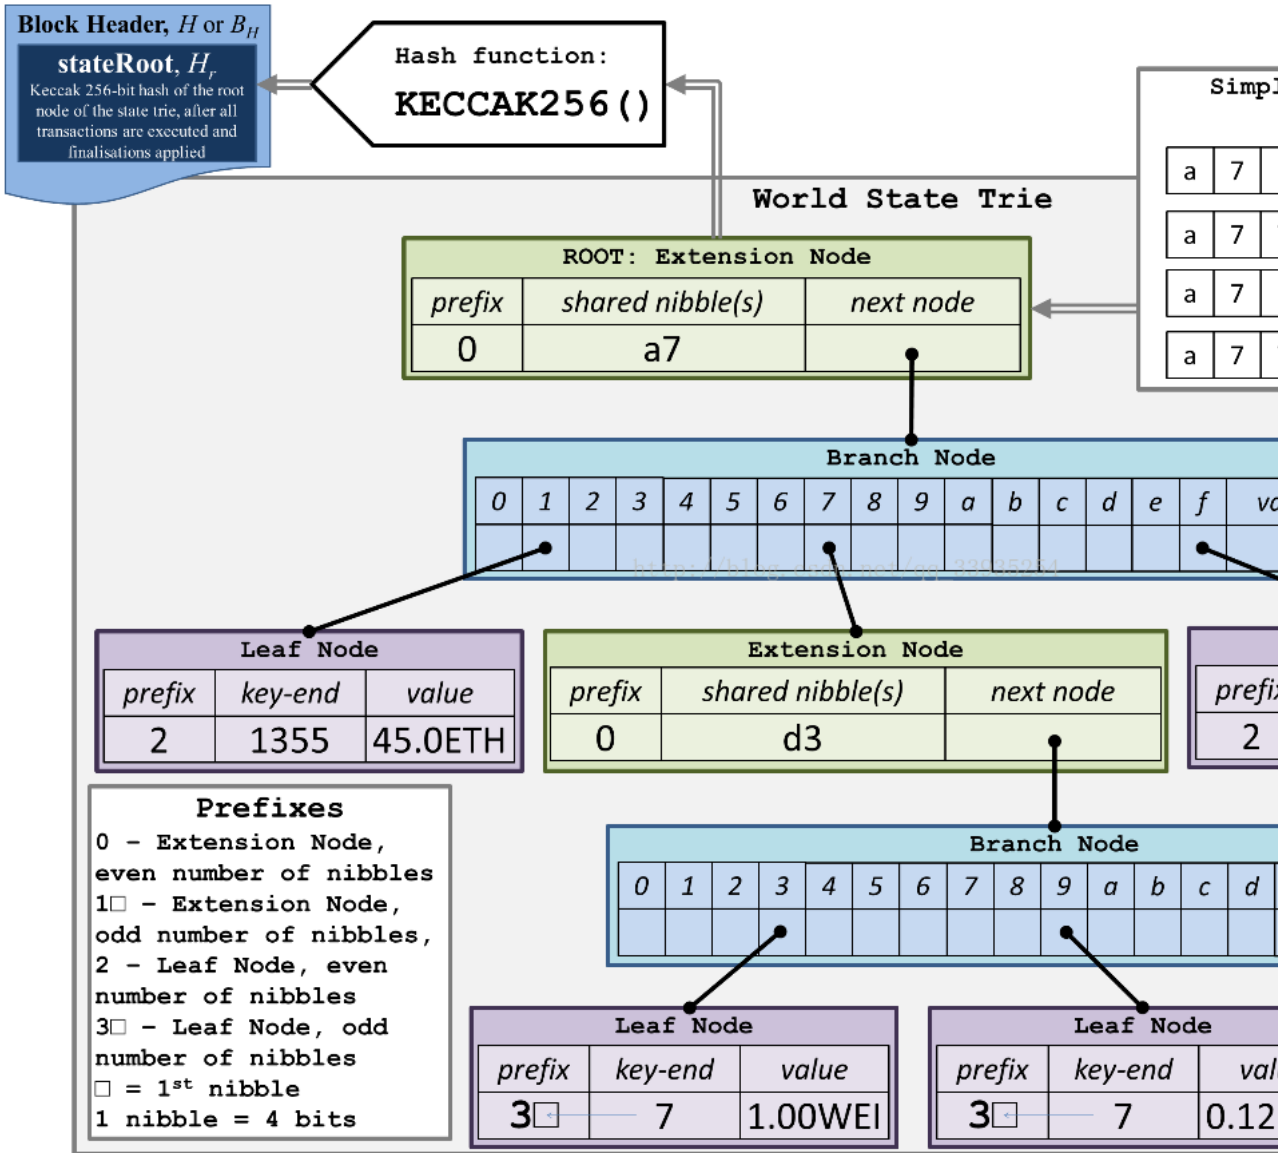 Block Header, H or B_H
stateRoot, H_r
Keccak 256-bit hash of the root
node of the state trie, after all
transactions are executed and
finalisations applied
Hash function:
KECCAK256()
Simpl
a 7
a 7
a 7
a 7
World State Trie
ROOT: Extension Node
prefix shared nibble(s) next node
0 a7
Branch Node
0 1 2 3 4 5 6 7 8 9 a b c d e f va
Leaf Node
prefix key-end value
2 1355 45.0ETH
Extension Node
prefix shared nibble(s) next node
0 d3
prefix
2
Prefixes
0 – Extension Node,
even number of nibbles
1□ – Extension Node,
odd number of nibbles,
2 – Leaf Node, even
number of nibbles
3□ – Leaf Node, odd
number of nibbles
□ = 1st nibble
1 nibble = 4 bits
Branch Node
0 1 2 3 4 5 6 7 8 9 a b c d
Leaf Node
prefix key-end value
3□ 7 1.00WEI
Leaf Node
prefix key-end val
3□ 7 0.12